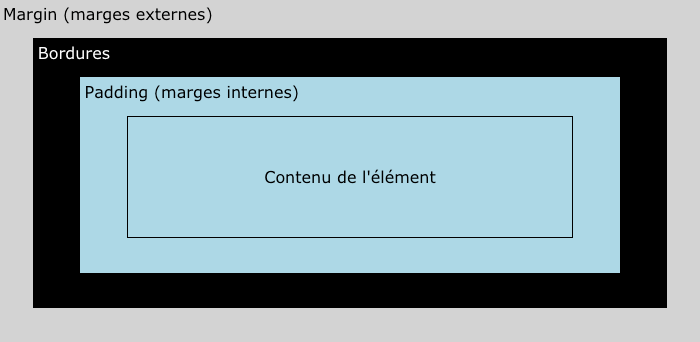 Margin (marges externes)
Bordures
Padding (marges internes)
Contenu de l'élément